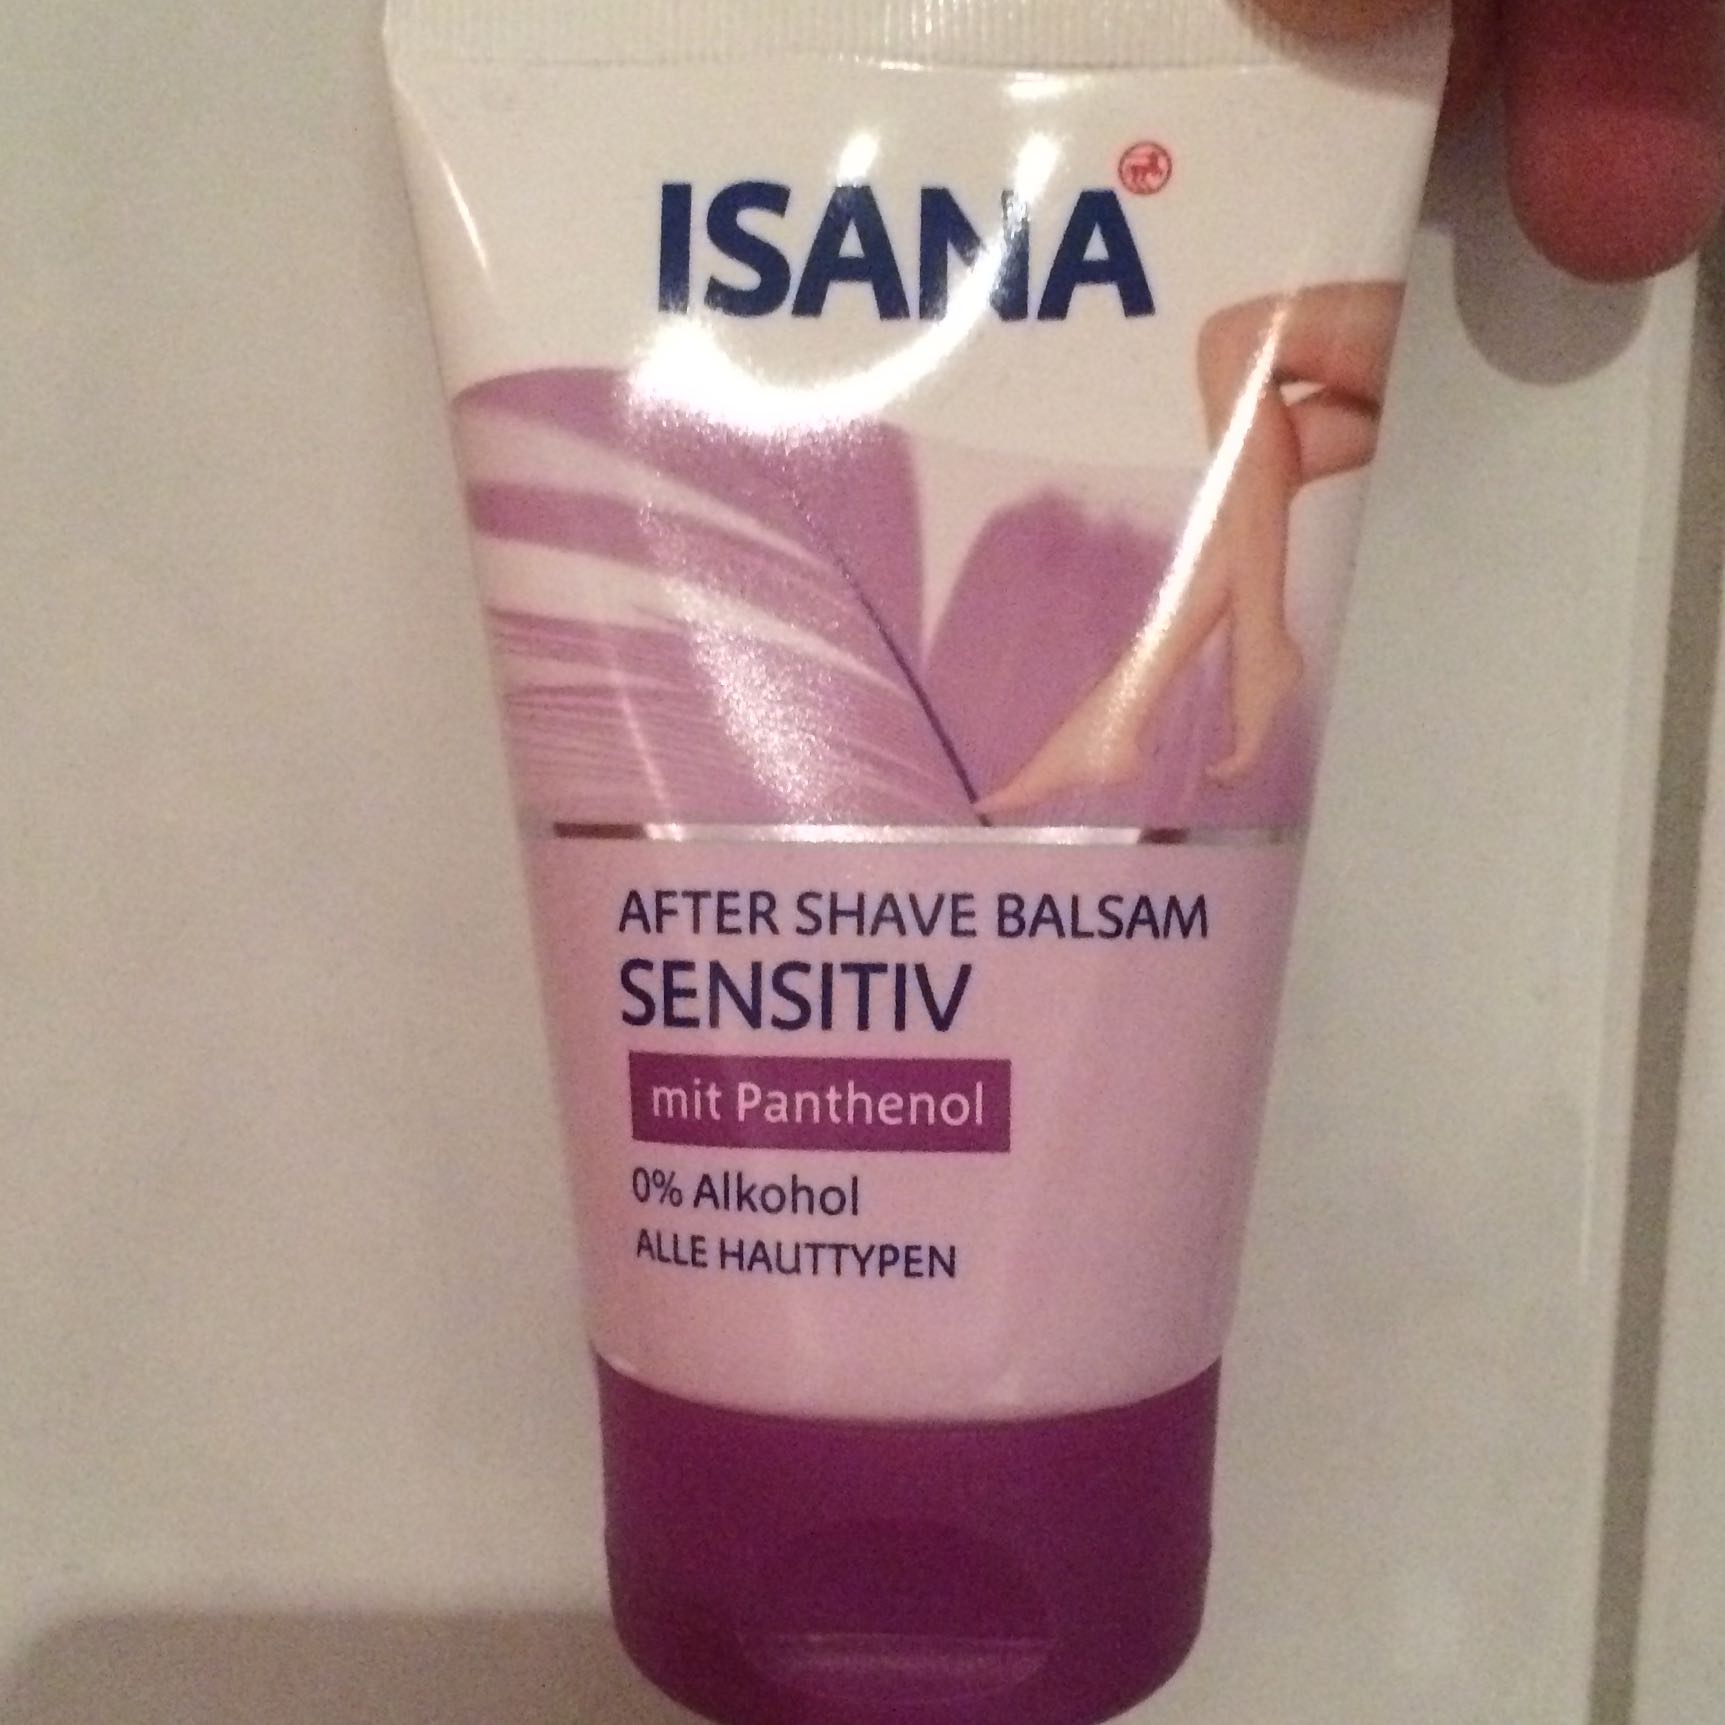 ISANA
AFTER SHAVE BALSAM
SENSITIV
mit Panthenol
0% Alkohol
ALLE HAUTTYPEN